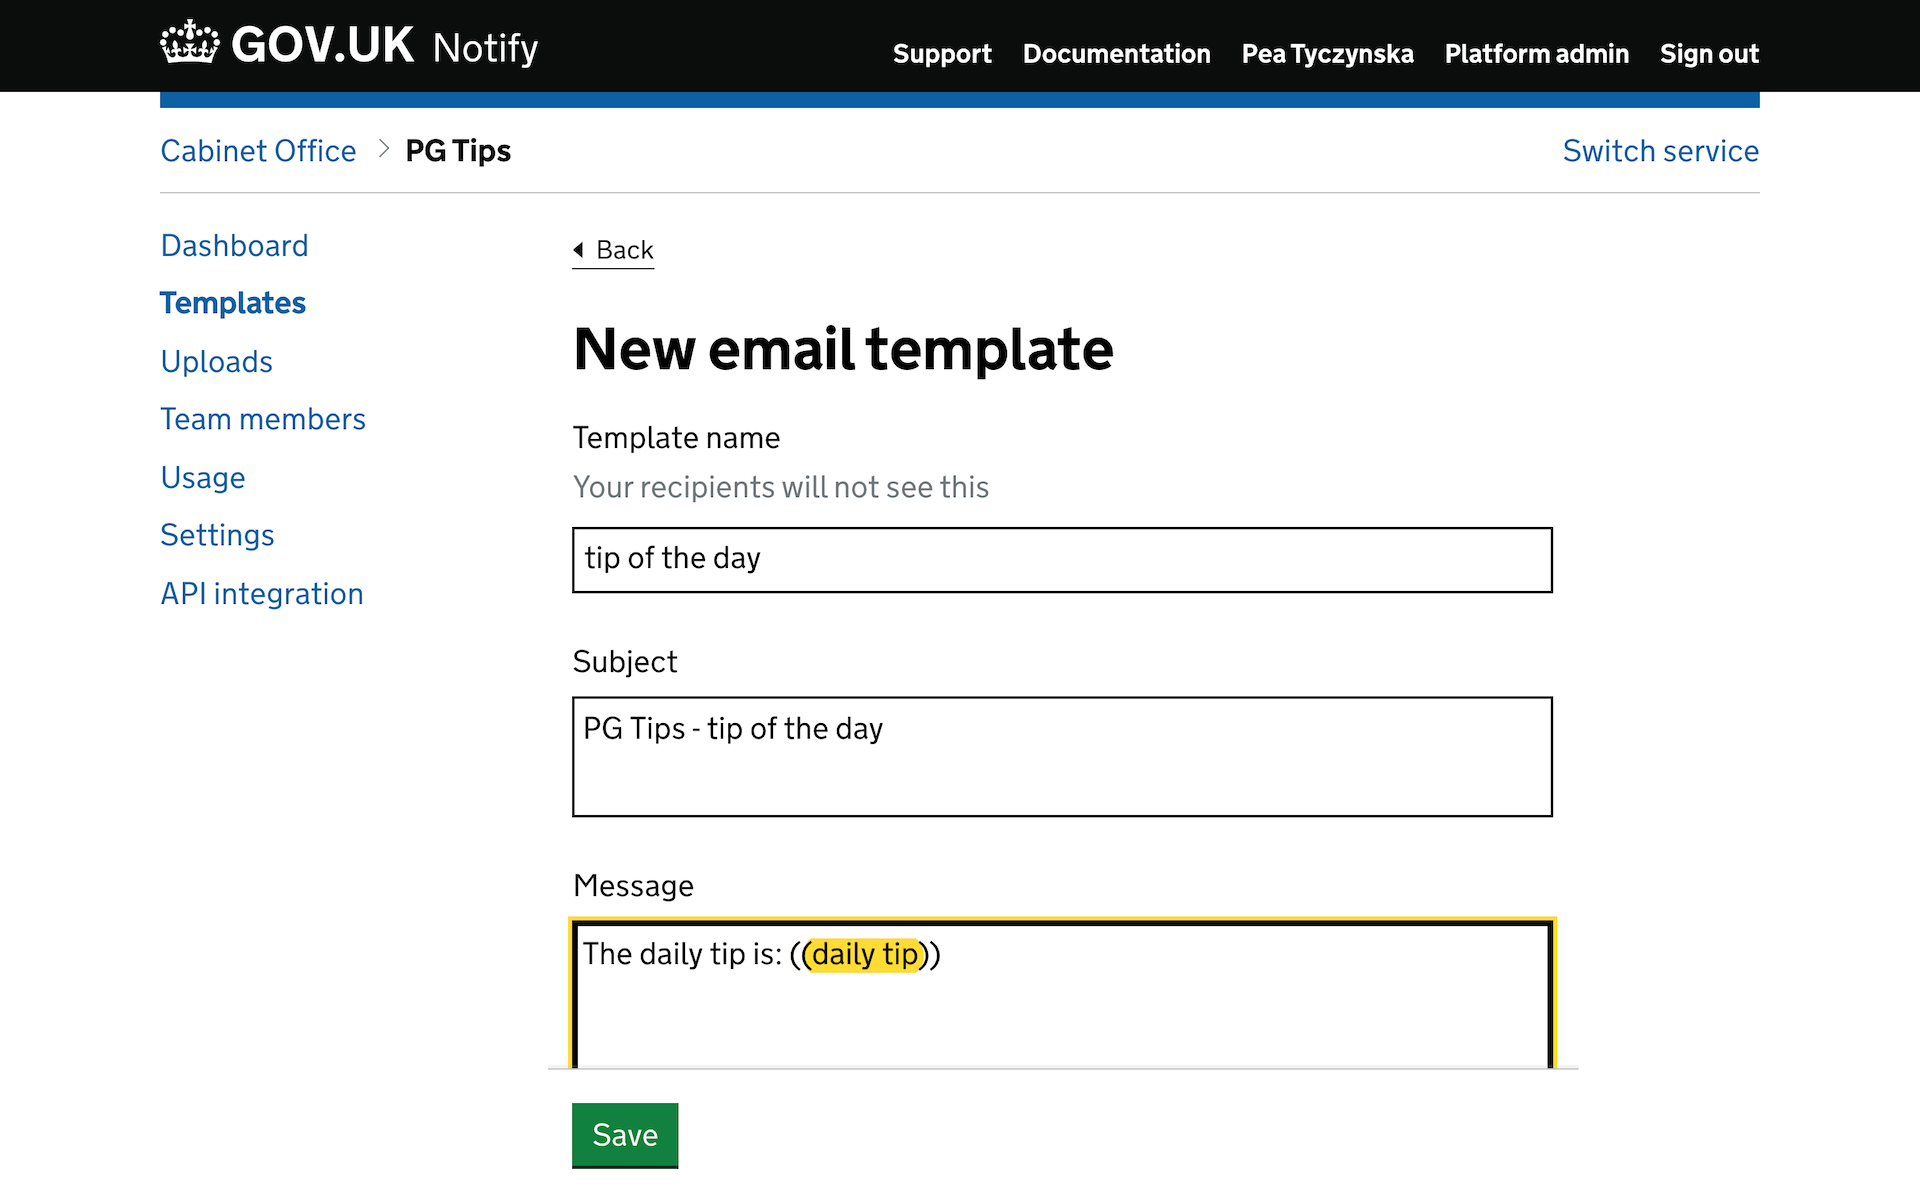 GOV.UK Notify
Support Documentation Pea Tyczynska Platform admin Sign out
Cabinet Office PG Tips Switch service
Dashboard
Templates
Uploads
Team members
Usage
Settings
API integration
Back
New email template
Template name
Your recipients will not see this
tip of the day
Subject
PG Tips - tip of the day
Message
The daily tip is: ((daily tip))
Save